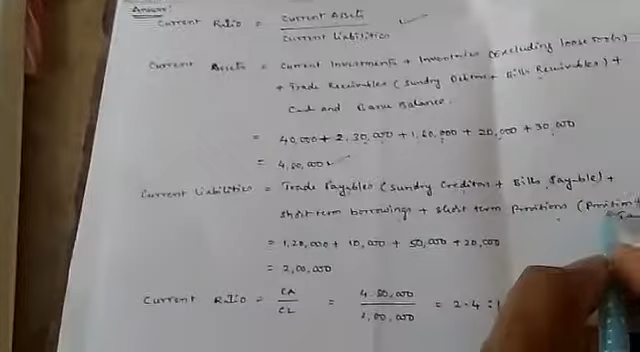 Answer:
Current Ratio = Current Assets
Current Liabilities
Current Assets = Current Investments + Inventories (Excluding loose tools)
+ Trade Receivables (Sundry Debtors + Bills Receivables) +
Cash and Bank Balance.
= 40,000 + 2,30,000 + 1,60,000 + 20,000 + 30,000
= 4,80,000
Current Liabilities = Trade Payables (Sundry Creditors + Bills Payable) +
Short term borrowings + Short term Provisions (Provision
= 1,20,000 + 10,000 + 50,000 + 20,000
= 2,00,000
Current Ratio = CA = 4,80,000 = 2.4 : 1
CL 2,00,000